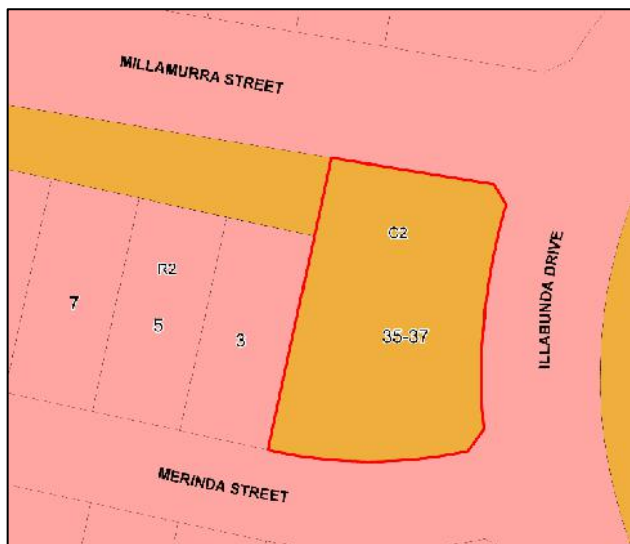 MILLAMURRA STREET
C2
ILLABUNDA DRIVE
R2
7
5
3
35-37
MERINDA STREET